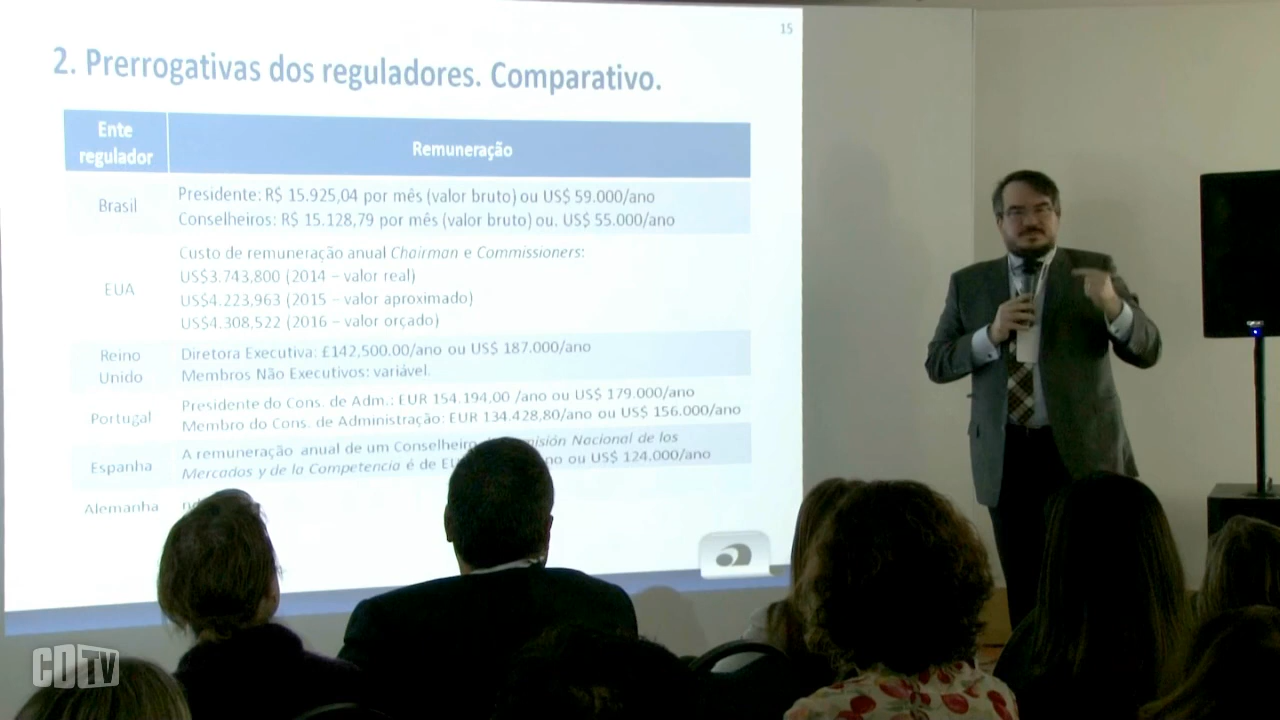 15
2. Prerrogativas dos reguladores. Comparativo.
Ente
regulador
Remuneração
Brasil
Presidente: R$ 15.925,04 por mês (valor bruto) ou US$ 59.000/ano
Conselheiros: R$ 15.128,79 por mês (valor bruto) ou. US$ 55.000/ano
EUA
Custo de remuneração anual Chairman e Commissioners:
US$3.743,800 (2014 – valor real)
US$4.223,963 (2015 – valor aproximado)
US$4.308,522 (2016 – valor orçado)
Reino
Unido
Diretora Executiva: £142,500.00/ano ou US$ 187.000/ano
Membros Não Executivos: variável.
Portugal
Presidente do Cons. de Adm.: EUR 154.194,00 /ano ou US$ 179.000/ano
Membro do Cons. de Administração: EUR 134.428,80/ano ou US$ 156.000/ano
Espanha
A remuneração anual de um Conselheiro Nacional de los
Mercados y de la Competencia é de ou US$ 124.000/ano
Alemanha
CDTV